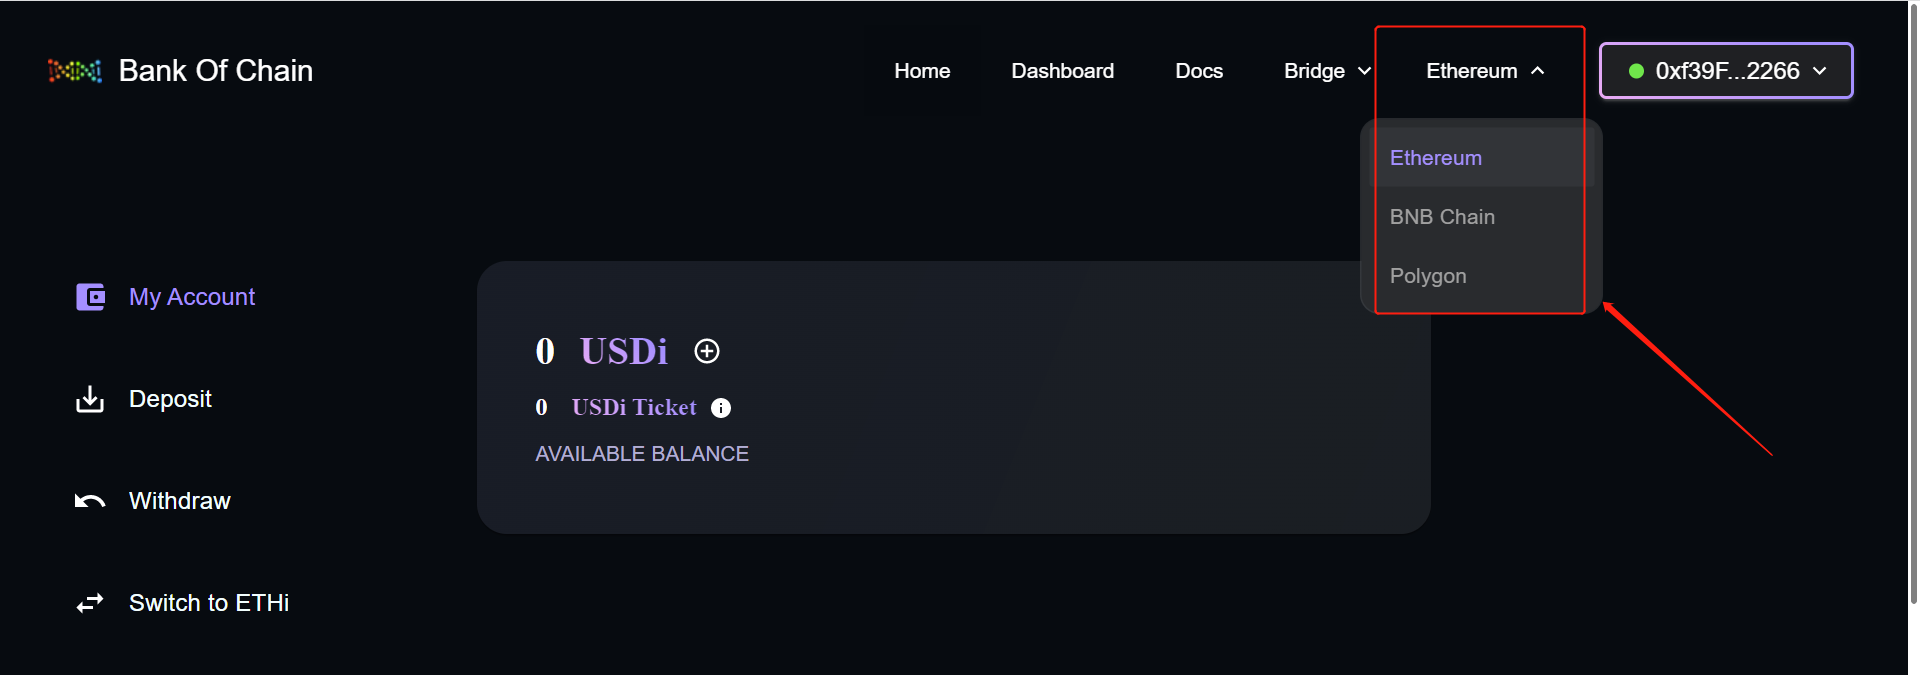 Bank Of Chain
Home Dashboard Docs Bridge Ethereum 0xf39F...2266
Ethereum
BNB Chain
Polygon
My Account
Deposit
Withdraw
Switch to ETHi
0 USDi
0 USDi Ticket
AVAILABLE BALANCE